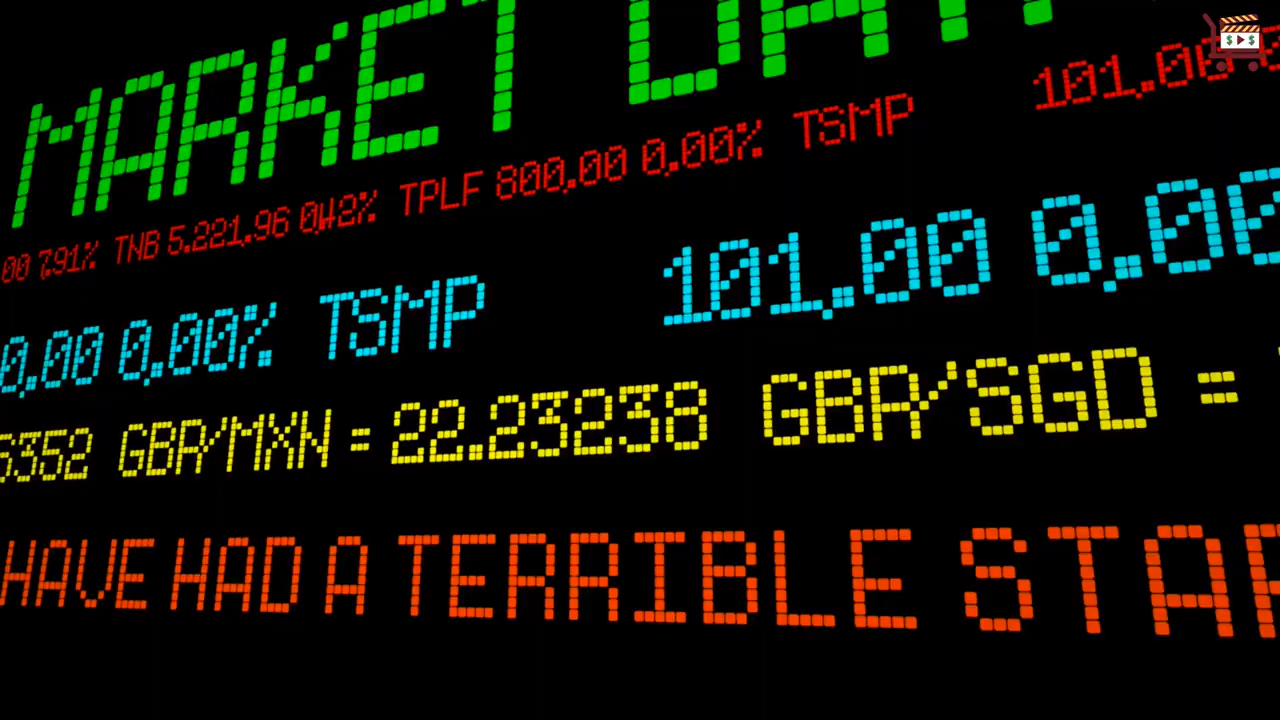 MARKET DAT
00 7,91% TNB 5.221,96 0,42% TPLF 800,00 0,00% TSMP 101,00
0,00 0,00% TSMP 101,00 0,00
6352 GBP/MXN = 22.23238 GBP/SGD =
HAVE HAD A TERRIBLE STAR